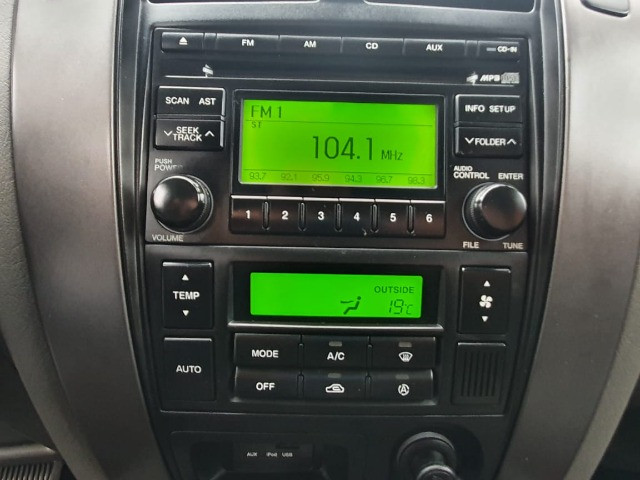 FM AM CD AUX CD-IN
MP3
SCAN AST
SEEK
TRACK
FM 1
ST
104.1 MHz
93.7 92.1 95.9 94.3 96.7 98.3
INFO SETUP
FOLDER
PUSH
POWER
AUDIO
CONTROL ENTER
1 2 3 4 5 6
VOLUME
FILE TUNE
TEMP
OUTSIDE
19°C
AUTO
MODE A/C
OFF
AUX iPod USB